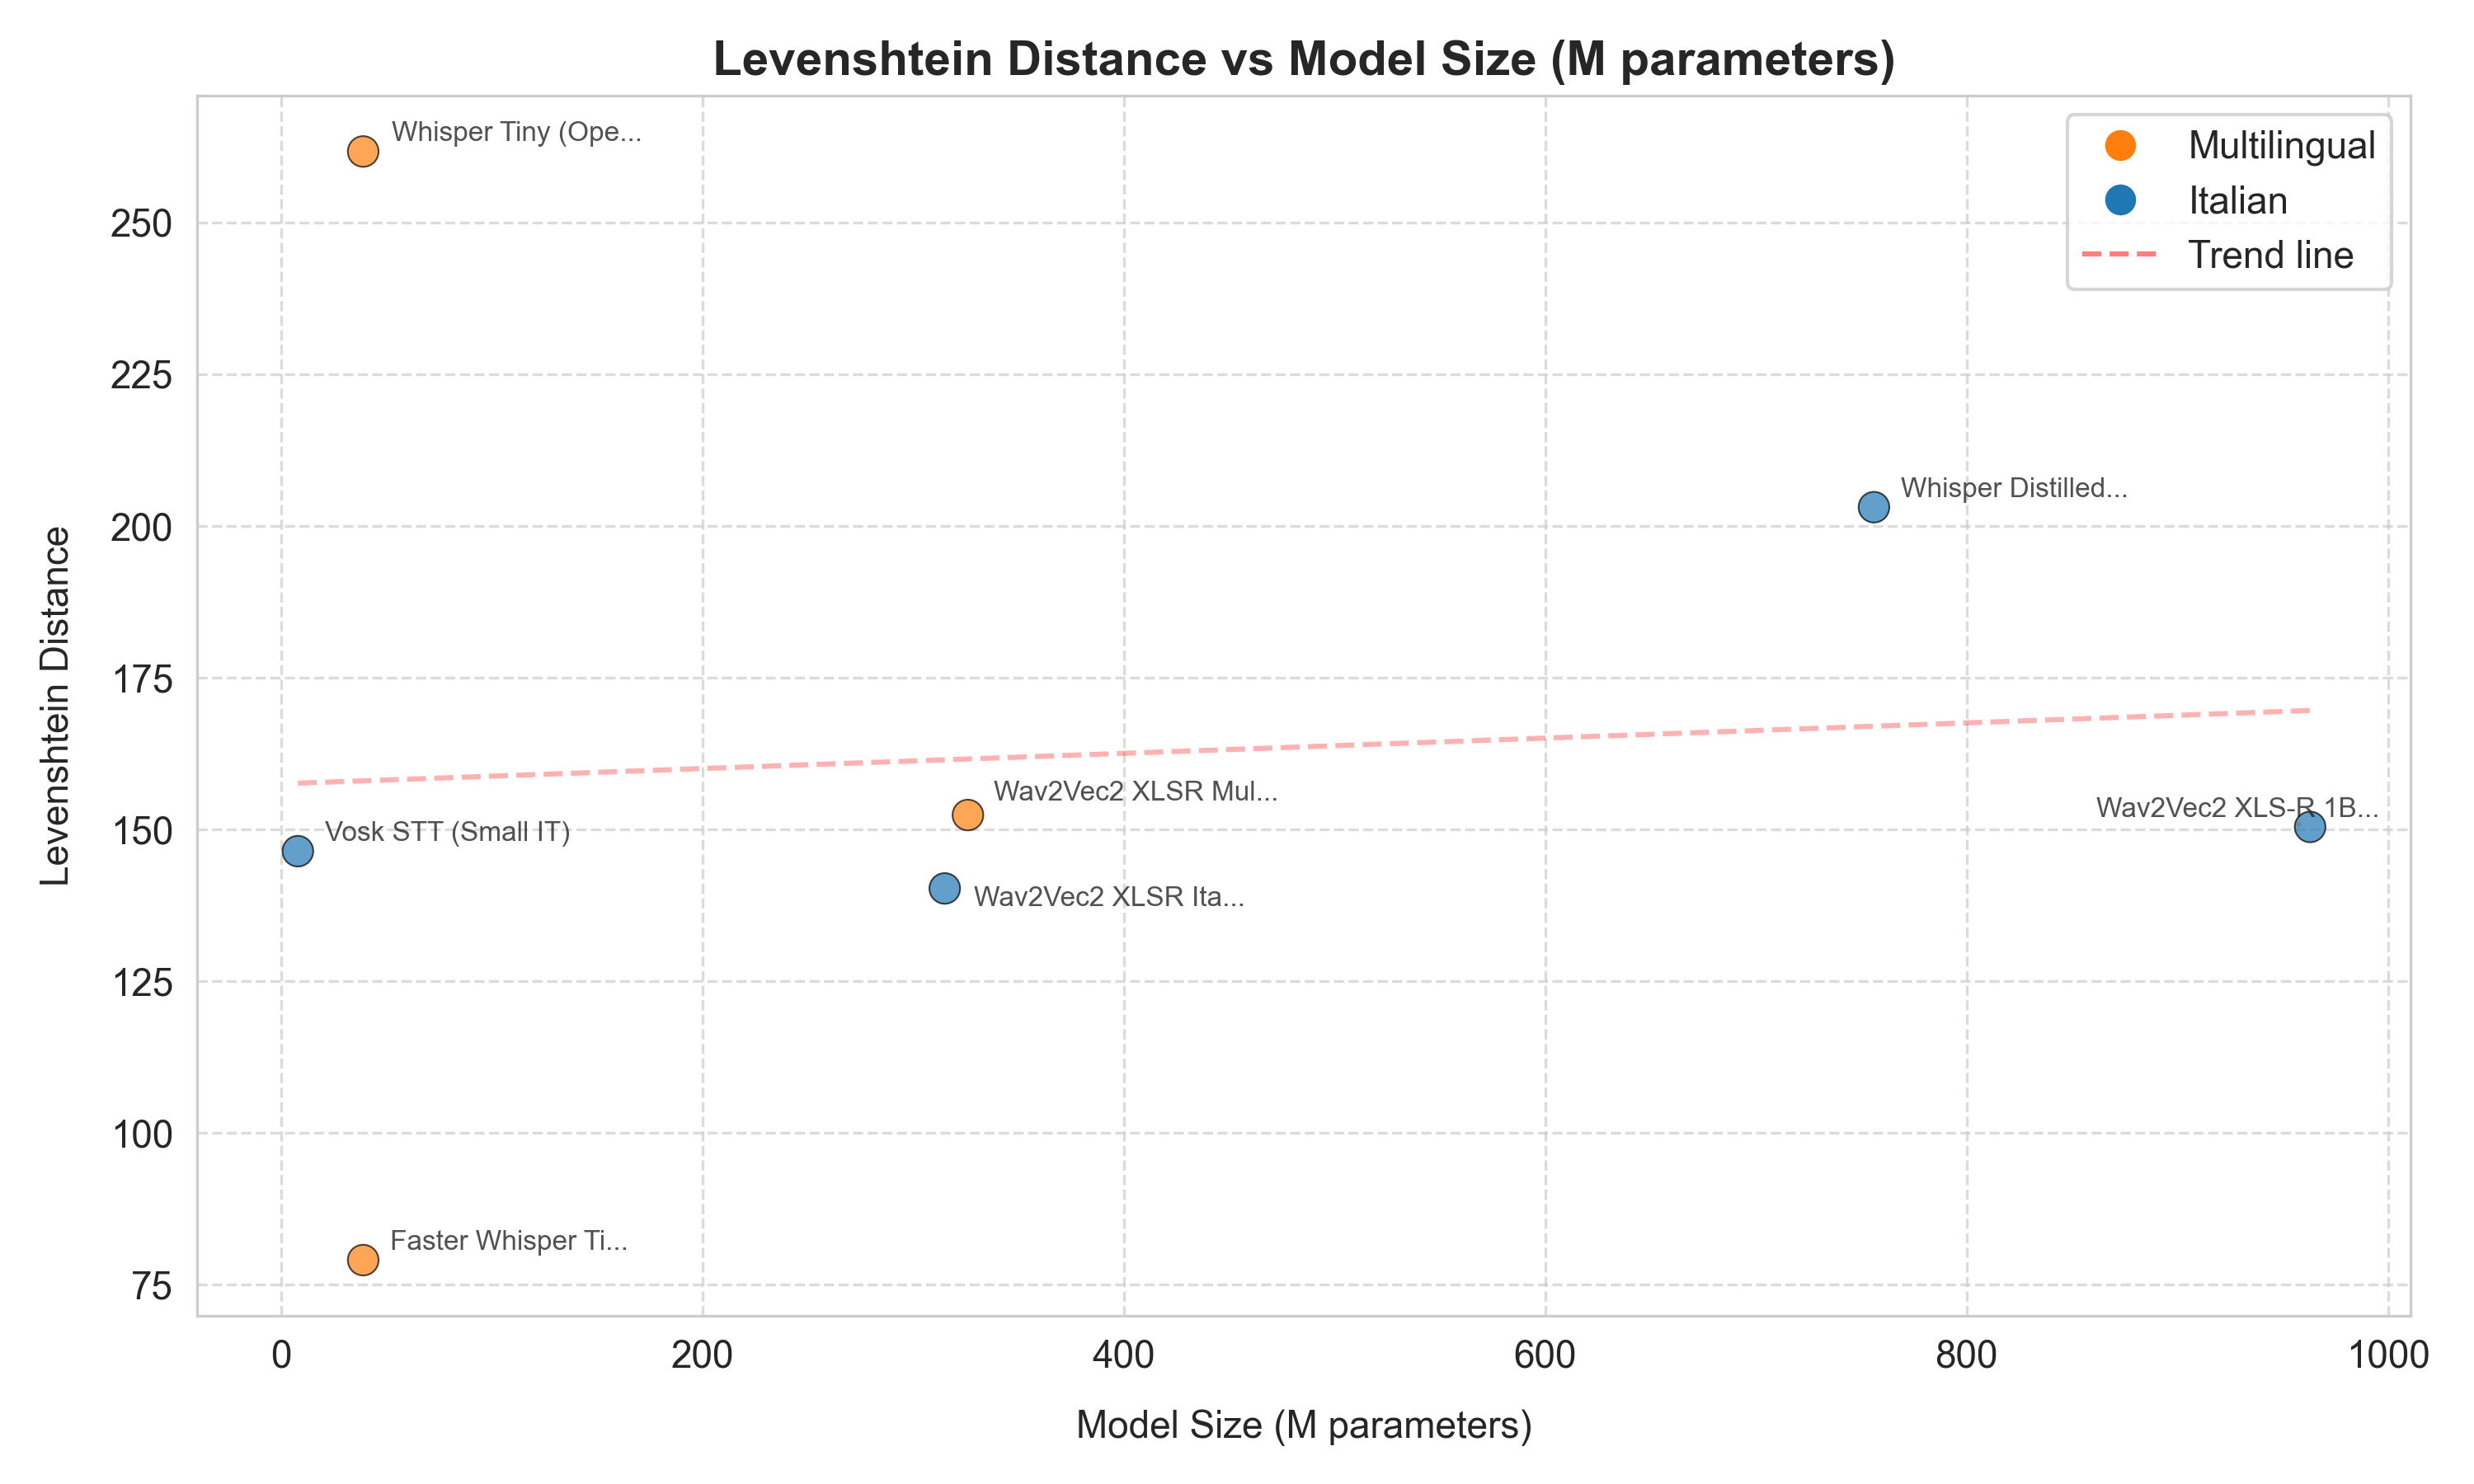 Levenshtein Distance vs Model Size (M parameters)
Whisper Tiny (Ope...
Multilingual
Italian
Trend line
Whisper Distilled...
Wav2Vec2 XLSR Mul...
Wav2Vec2 XLS-R 1B...
Vosk STT (Small IT)
Wav2Vec2 XLSR Ita...
Faster Whisper Ti...
Levenshtein Distance
250
225
200
175
150
125
100
75
0 200 400 600 800 1000
Model Size (M parameters)